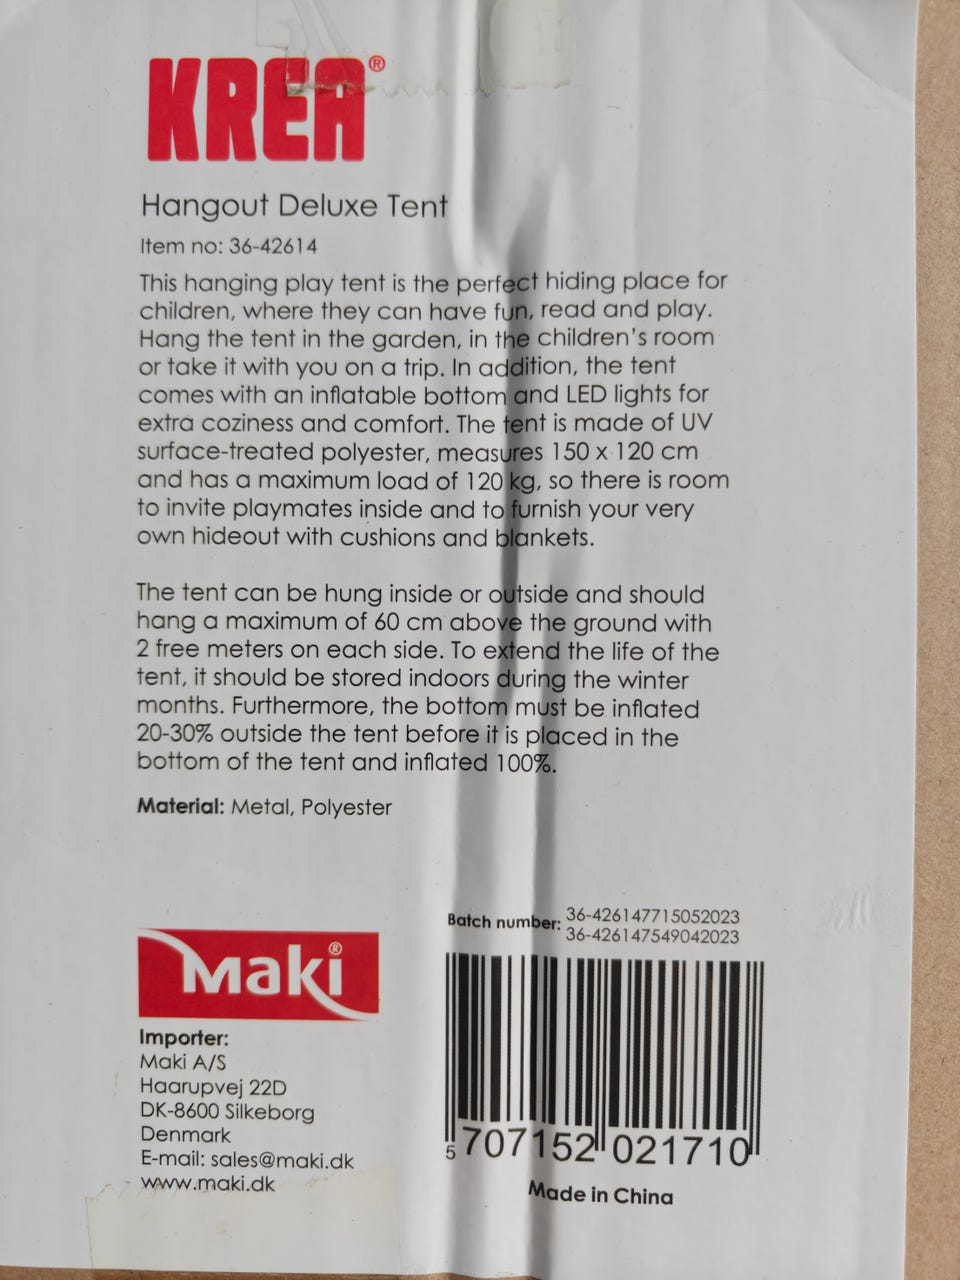 KREA®
Hangout Deluxe Tent
Item no: 36-42614
This hanging play tent is the perfect hiding place for
children, where they can have fun, read and play.
Hang the tent in the garden, in the children's room
or take it with you on a trip. In addition, the tent
comes with an inflatable bottom and LED lights for
extra coziness and comfort. The tent is made of UV
surface-treated polyester, measures 150 x 120 cm
and has a maximum load of 120 kg, so there is room
to invite playmates inside and to furnish your very
own hideout with cushions and blankets.
The tent can be hung inside or outside and should
hang a maximum of 60 cm above the ground with
2 free meters on each side. To extend the life of the
tent, it should be stored indoors during the winter
months. Furthermore, the bottom must be inflated
20-30% outside the tent before it is placed in the
bottom of the tent and inflated 100%.
Material: Metal, Polyester
Maki®
Importer:
Maki A/S
Haarupvej 22D
DK-8600 Silkeborg
Denmark
E-mail: sales@maki.dk
www.maki.dk
Batch number: 36-426147715052023
36-426147549042023
5 707152 021710
Made in China